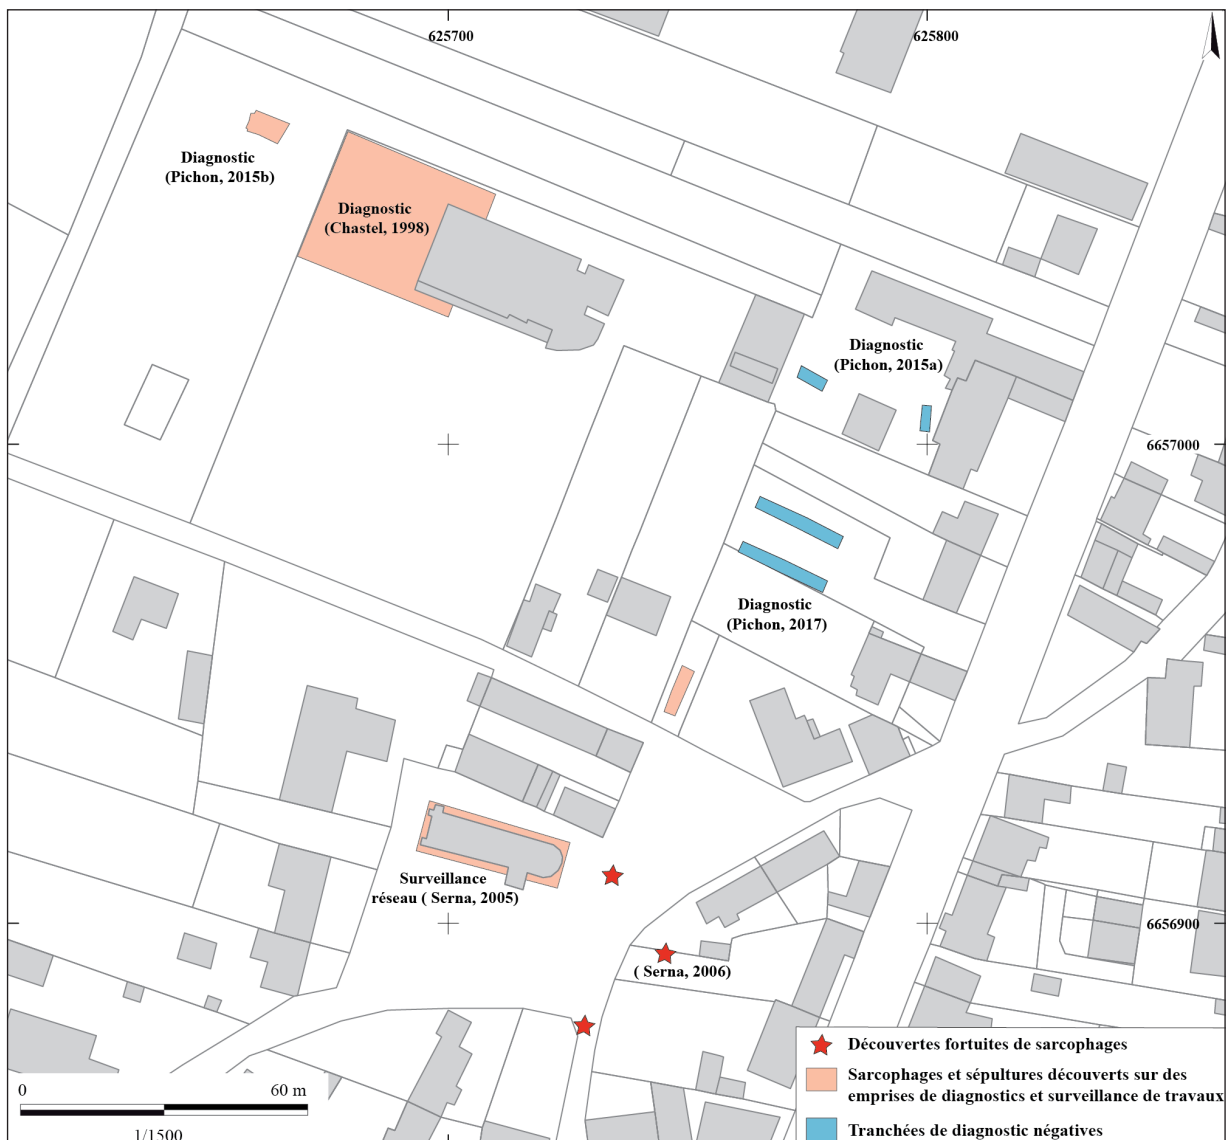 625700
625800
Diagnostic
(Pichon, 2015b)
Diagnostic
(Chastel, 1998)
Diagnostic
(Pichon, 2015a)
6657000
Diagnostic
(Pichon, 2017)
Surveillance
réseau ( Serna, 2005)
6656900
( Serna, 2006)
Découvertes fortuites de sarcophages
Sarcophages et sépultures découverts sur des
emprises de diagnostics et surveillance de travaux
Tranchées de diagnostic négatives
0
60 m
1/1500